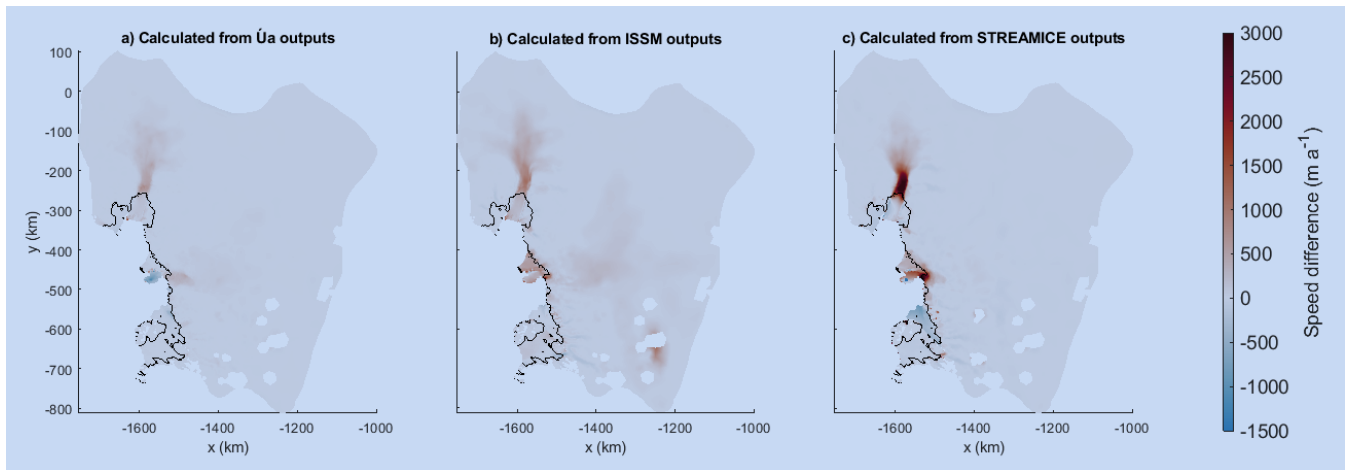 a) Calculated from Úa outputs
b) Calculated from ISSM outputs
c) Calculated from STREAMICE outputs
100
0
-100
-200
-300
-400
-500
-600
-700
-800
y (km)
-1600 -1400 -1200 -1000
x (km)
-1600 -1400 -1200 -1000
x (km)
-1600 -1400 -1200 -1000
x (km)
3000
2500
2000
1500
1000
500
0
-500
-1000
-1500
Speed difference (m a-1)